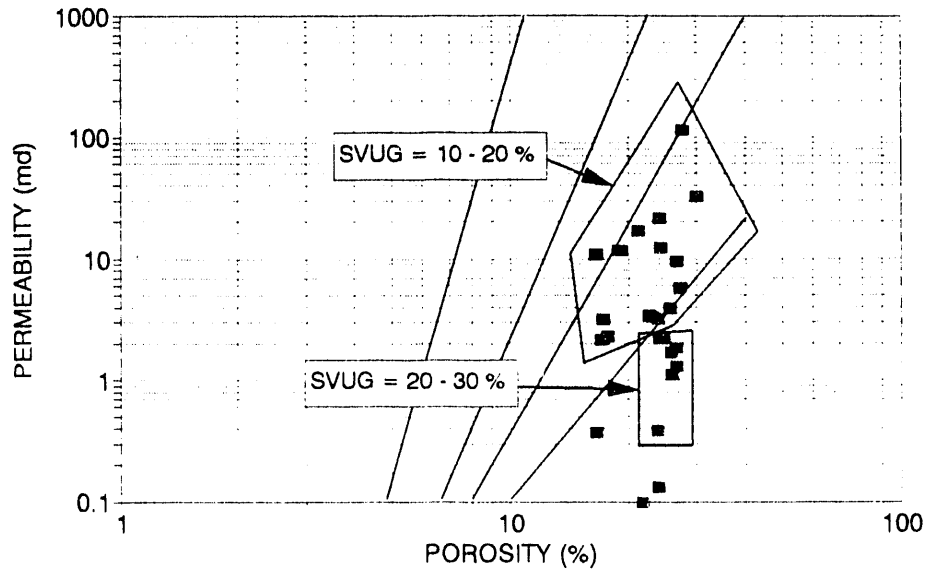 1000
100
10
1
0.1
PERMEABILITY (md)
SVUG = 10 - 20 %
SVUG = 20 - 30 %
1
10
100
POROSITY (%)